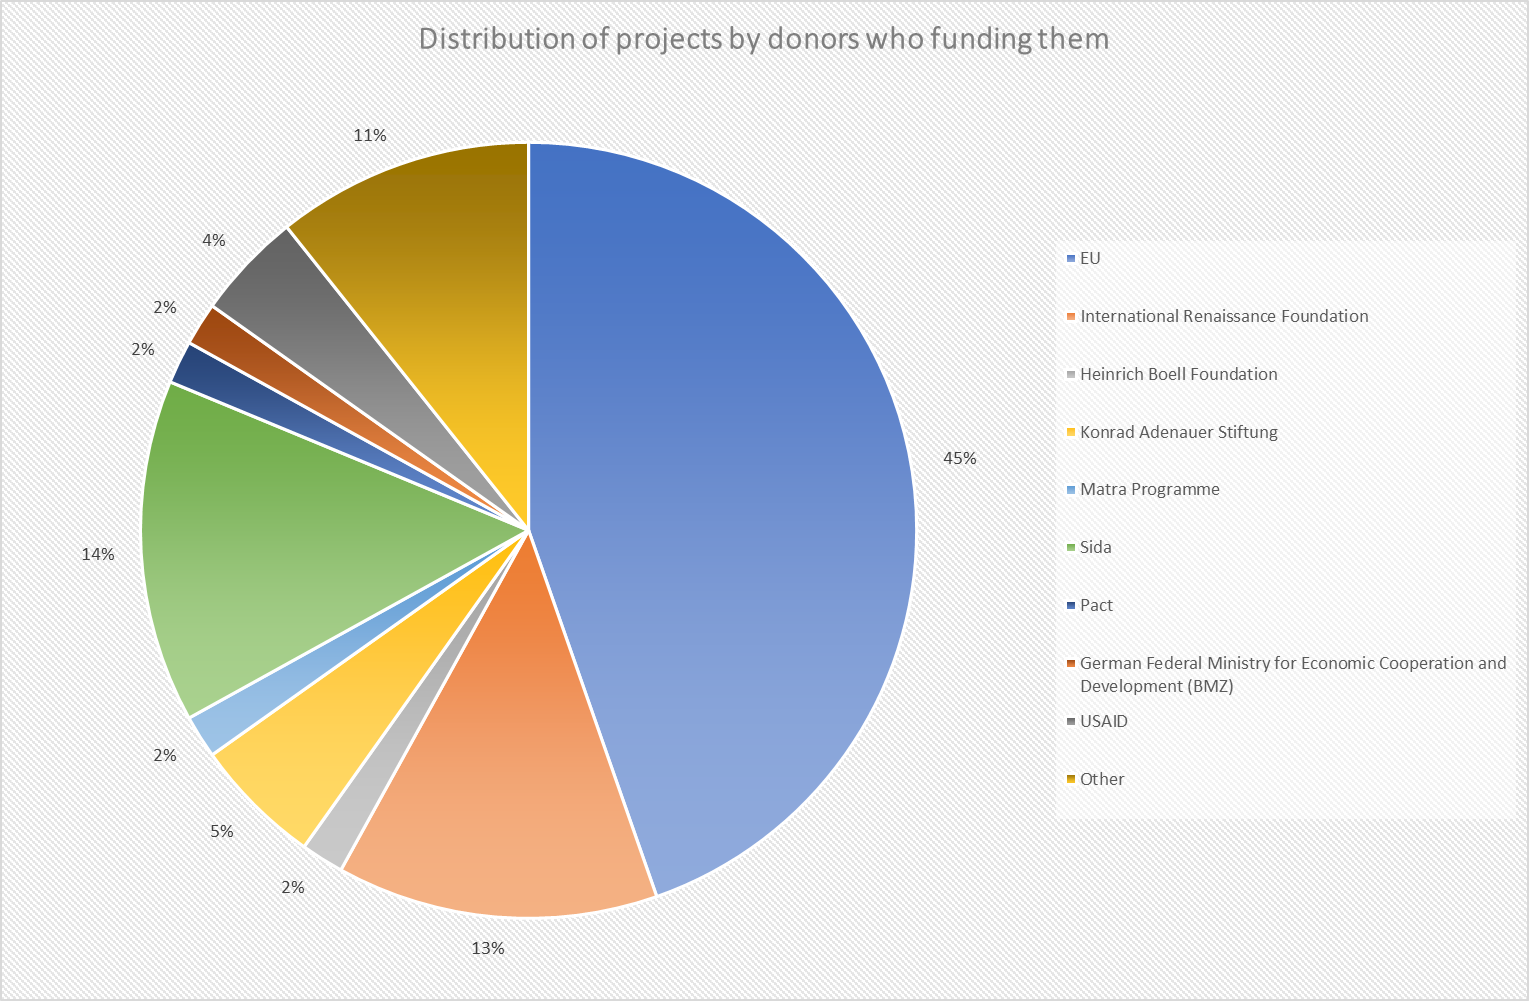 Distribution of projects by donors who funding them
11%
4%
2%
2%
45%
14%
2%
5%
2%
13%
EU
International Renaissance Foundation
Heinrich Boell Foundation
Konrad Adenauer Stiftung
Matra Programme
Sida
Pact
German Federal Ministry for Economic Cooperation and
Development (BMZ)
USAID
Other